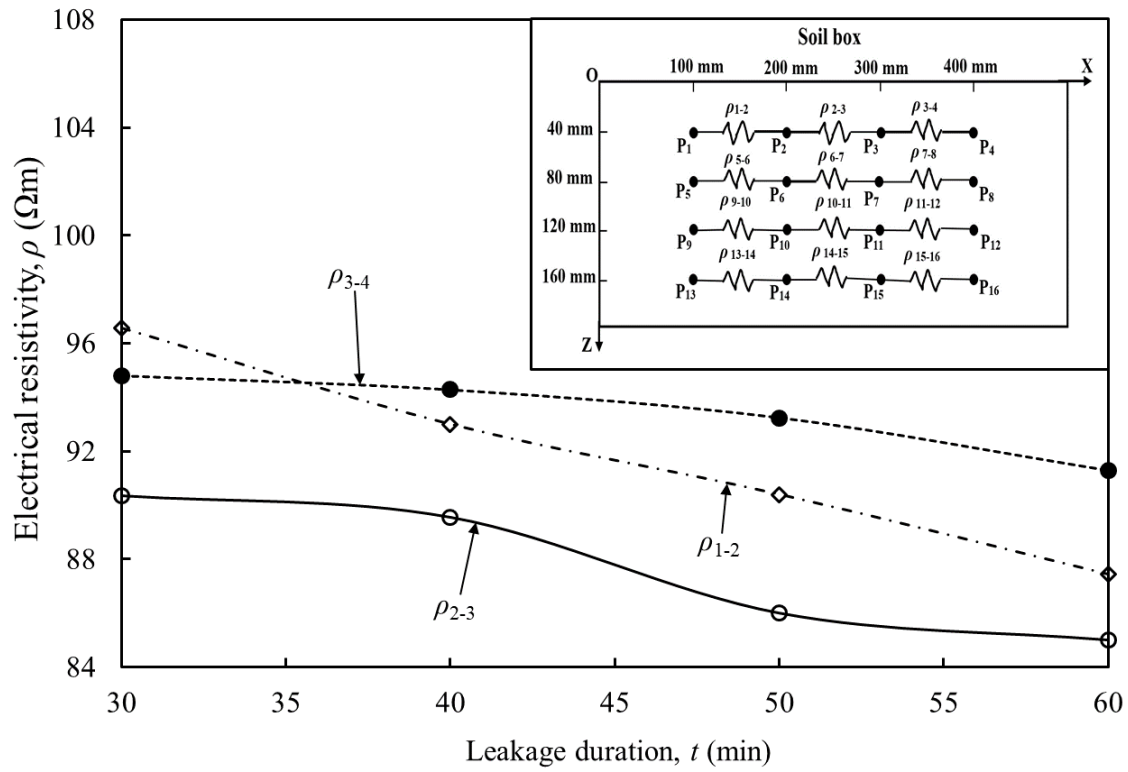 108
104
100
96
92
88
84
Electrical resistivity, ρ (Ωm)
30 35 40 45 50 55 60
Leakage duration, t (min)
ρ3-4
ρ1-2
ρ2-3
Soil box
100 mm 200 mm 300 mm 400 mm
O X
ρ1-2 ρ2-3 ρ3-4
40 mm
P1 P2 P3 P4
ρ5-6 ρ6-7 ρ7-8
80 mm
P5 P6 P7 P8
ρ9-10 ρ10-11 ρ11-12
120 mm
P9 P10 P11 P12
ρ13-14 ρ14-15 ρ15-16
160 mm
P13 P14 P15 P16
Z